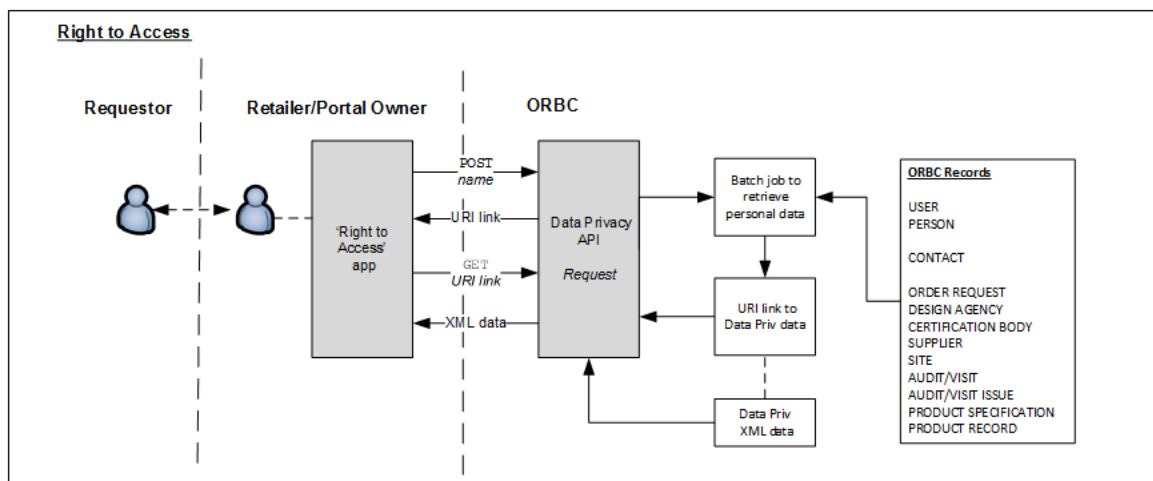 Right to Access
Requestor
Retailer/Portal Owner
ORBC
'Right to
Access'
app
POST
name
URI link
GET
URI link
XML data
Data Privacy
API
Request
Batch job to
retrieve
personal data
URI link to
Data Priv data
Data Priv
XML data
ORBC Records
USER
PERSON
CONTACT
ORDER REQUEST
DESIGN AGENCY
CERTIFICATION BODY
SUPPLIER
SITE
AUDIT/VISIT
AUDIT/VISIT ISSUE
PRODUCT SPECIFICATION
PRODUCT RECORD